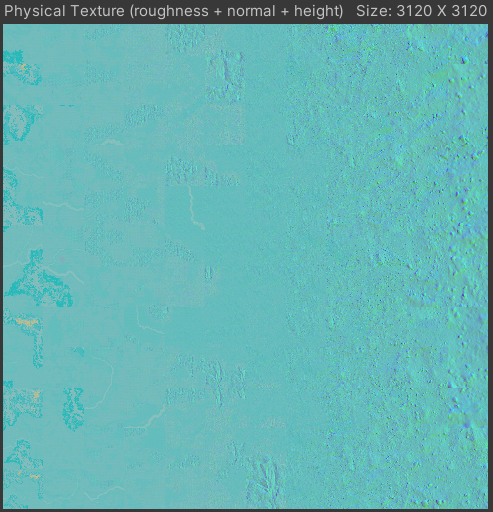 Physical Texture (roughness + normal + height) Size: 3120 X 3120